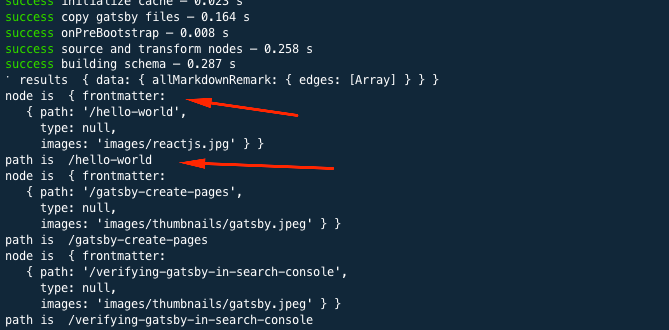 success initialize cache — 0.023 s
success copy gatsby files — 0.164 s
success onPreBootstrap — 0.008 s
success source and transform nodes — 0.258 s
success building schema — 0.287 s
results { data: { allMarkdownRemark: { edges: [Array] } } }
node is { frontmatter:
{ path: '/hello-world',
type: null,
images: 'images/reactjs.jpg' } }
path is /hello-world
node is { frontmatter:
{ path: '/gatsby-create-pages',
type: null,
images: 'images/thumbnails/gatsby.jpeg' } }
path is /gatsby-create-pages
node is { frontmatter:
{ path: '/verifying-gatsby-in-search-console',
type: null,
images: 'images/thumbnails/gatsby.jpeg' } }
path is /verifying-gatsby-in-search-console